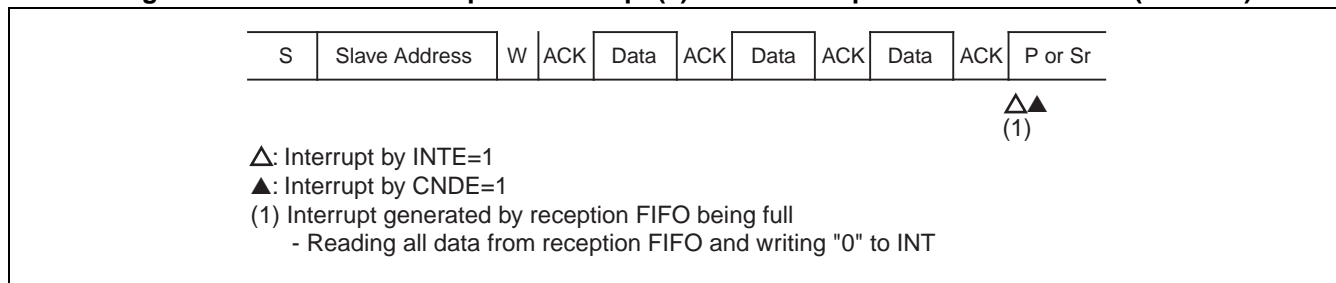 S Slave Address W ACK Data ACK Data ACK Data ACK P or Sr
△▲
(1)
△: Interrupt by INTE=1
▲: Interrupt by CNDE=1
(1) Interrupt generated by reception FIFO being full
- Reading all data from reception FIFO and writing "0" to INT